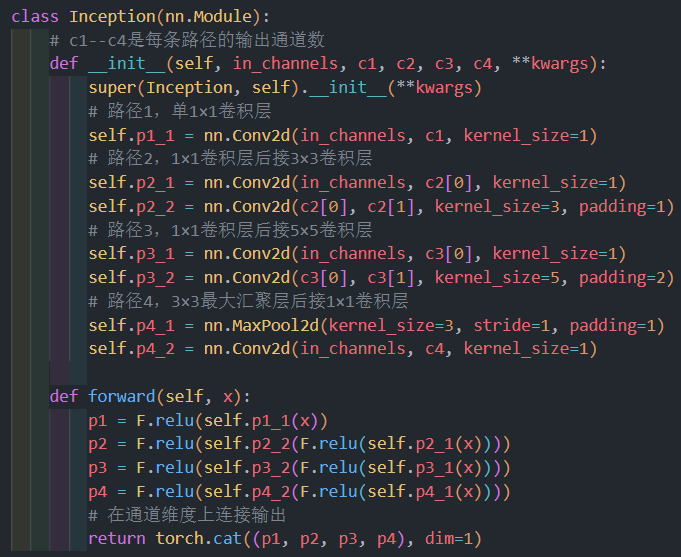 class Inception(nn.Module):
    # c1--c4是每条路径的输出通道数
    def __init__(self, in_channels, c1, c2, c3, c4, **kwargs):
        super(Inception, self).__init__(**kwargs)
        # 路径1，单1x1卷积层
        self.p1_1 = nn.Conv2d(in_channels, c1, kernel_size=1)
        # 路径2，1x1卷积层后接3x3卷积层
        self.p2_1 = nn.Conv2d(in_channels, c2[0], kernel_size=1)
        self.p2_2 = nn.Conv2d(c2[0], c2[1], kernel_size=3, padding=1)
        # 路径3，1x1卷积层后接5x5卷积层
        self.p3_1 = nn.Conv2d(in_channels, c3[0], kernel_size=1)
        self.p3_2 = nn.Conv2d(c3[0], c3[1], kernel_size=5, padding=2)
        # 路径4，3x3最大汇聚层后接1x1卷积层
        self.p4_1 = nn.MaxPool2d(kernel_size=3, stride=1, padding=1)
        self.p4_2 = nn.Conv2d(in_channels, c4, kernel_size=1)

    def forward(self, x):
        p1 = F.relu(self.p1_1(x))
        p2 = F.relu(self.p2_2(F.relu(self.p2_1(x))))
        p3 = F.relu(self.p3_2(F.relu(self.p3_1(x))))
        p4 = F.relu(self.p4_2(F.relu(self.p4_1(x))))
        # 在通道维度上连接输出
        return torch.cat((p1, p2, p3, p4), dim=1)